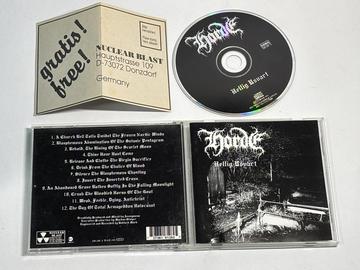 gratis!
free!
NUCLEAR BLAST
Hauptstrasse 109
D-73072 Donzdorf
Germany
Horde
Hellig Usvart
1. A Church Bell Tolls Amidst The Frozen Nordic Winds
2. Blasphemous Abomination Of The Satanic Pentagram
3. Behold, The Rising Of The Scarlet Moon
4. Thine Hour Hast Come
5. Release And Clothe The Virgin Sacrifice
6. Drink From The Chalice Of Blood
7. Silence The Blasphemous Chanting
8. Invert The Inverted Cross
9. An Abandoned Grave Bathes Softly In The Falling Moonlight
10. Crush The Bloodied Horns Of The Goat
11. Weak, Feeble, Dying, Antichrist
12. The Day Of Total Armageddon Holocaust
Horde
Hellig Usvart